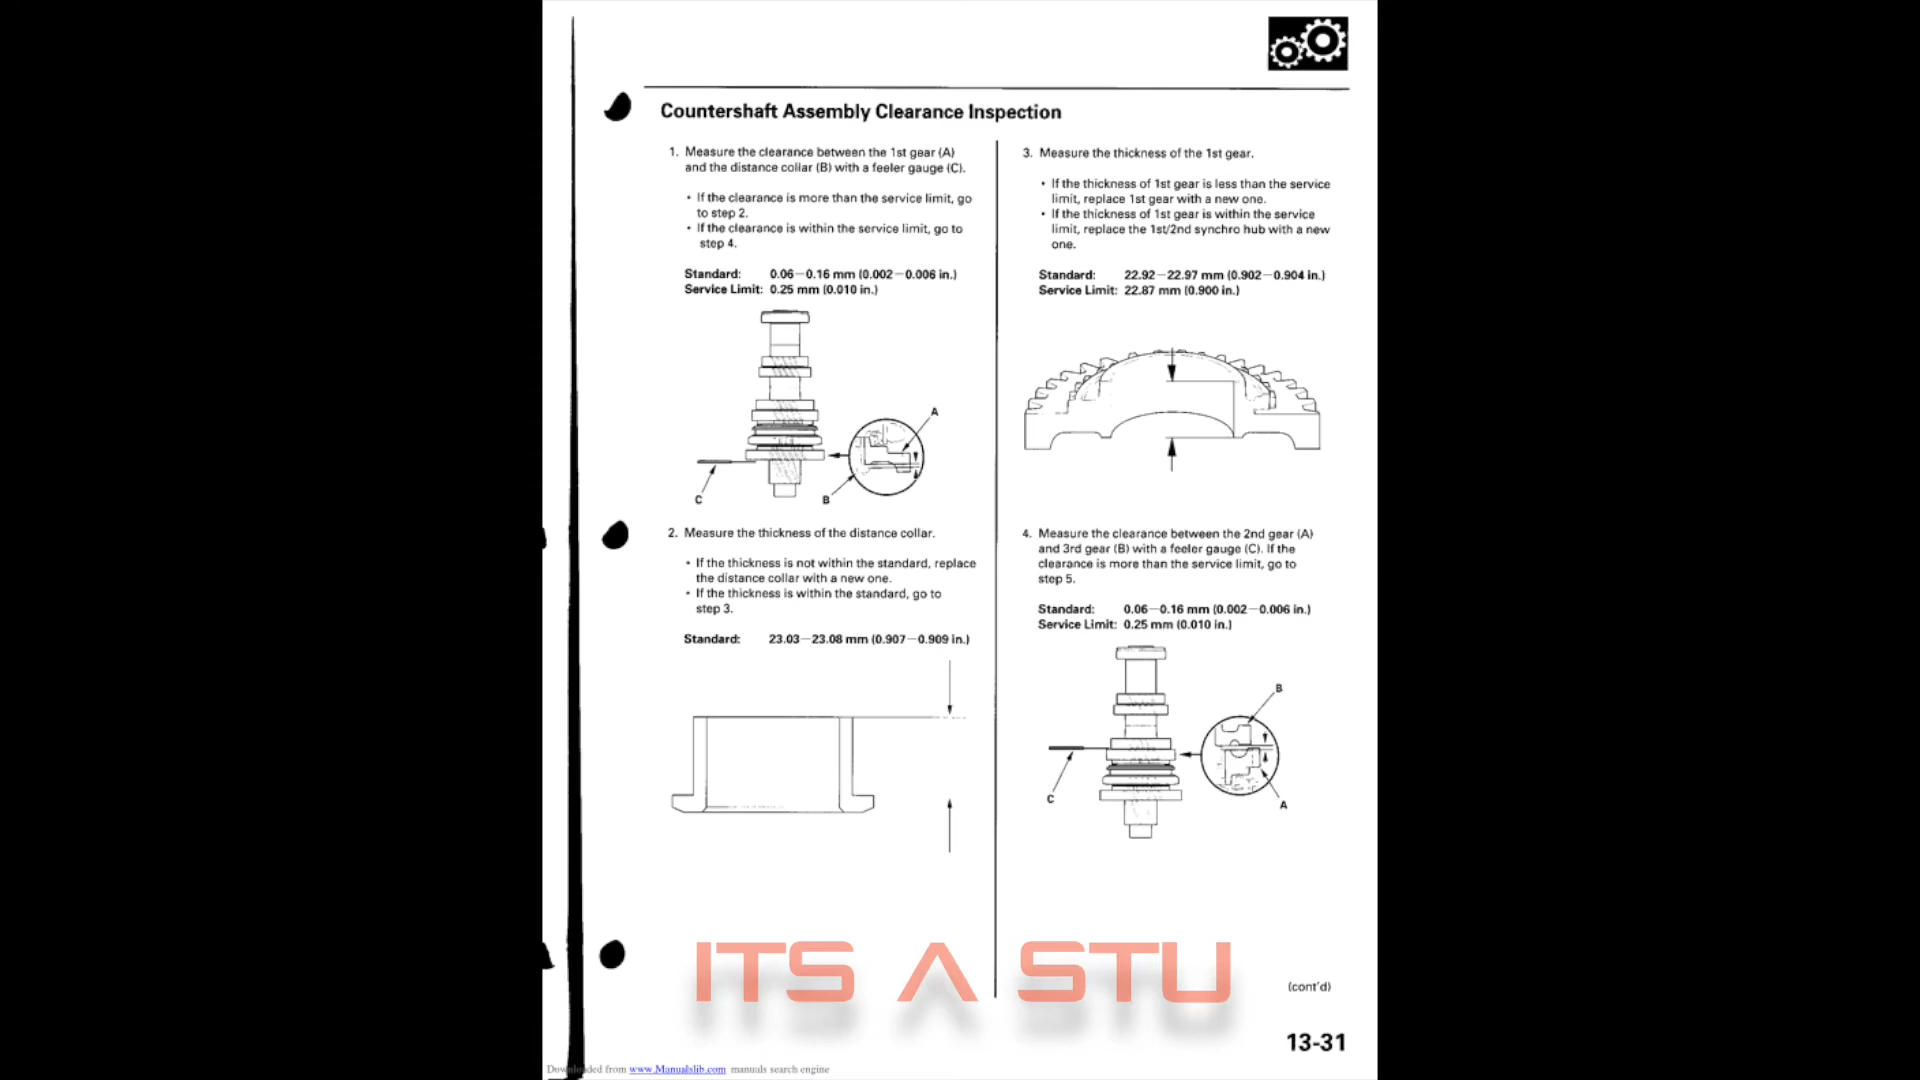 Countershaft Assembly Clearance Inspection
1. Measure the clearance between the 1st gear (A)
and the distance collar (B) with a feeler gauge (C).
• If the clearance is more than the service limit, go
to step 2.
• If the clearance is within the service limit, go to
step 4.
Standard: 0.06－0.16 mm (0.002－0.006 in.)
Service Limit: 0.25 mm (0.010 in.)
A
C
B
2. Measure the thickness of the distance collar.
• If the thickness is not within the standard, replace
the distance collar with a new one.
• If the thickness is within the standard, go to
step 3.
Standard: 23.03－23.08 mm (0.907－0.909 in.)
3. Measure the thickness of the 1st gear.
• If the thickness of 1st gear is less than the service
limit, replace 1st gear with a new one.
• If the thickness of 1st gear is within the service
limit, replace the 1st/2nd synchro hub with a new
one.
Standard: 22.92－22.97 mm (0.902－0.904 in.)
Service Limit: 22.87 mm (0.900 in.)
4. Measure the clearance between the 2nd gear (A)
and 3rd gear (B) with a feeler gauge (C). If the
clearance is more than the service limit, go to
step 5.
Standard: 0.06－0.16 mm (0.002－0.006 in.)
Service Limit: 0.25 mm (0.010 in.)
B
C
A
ITS A STU
(cont'd)
13-31
Downloaded from www.Manualslib.com manuals search engine